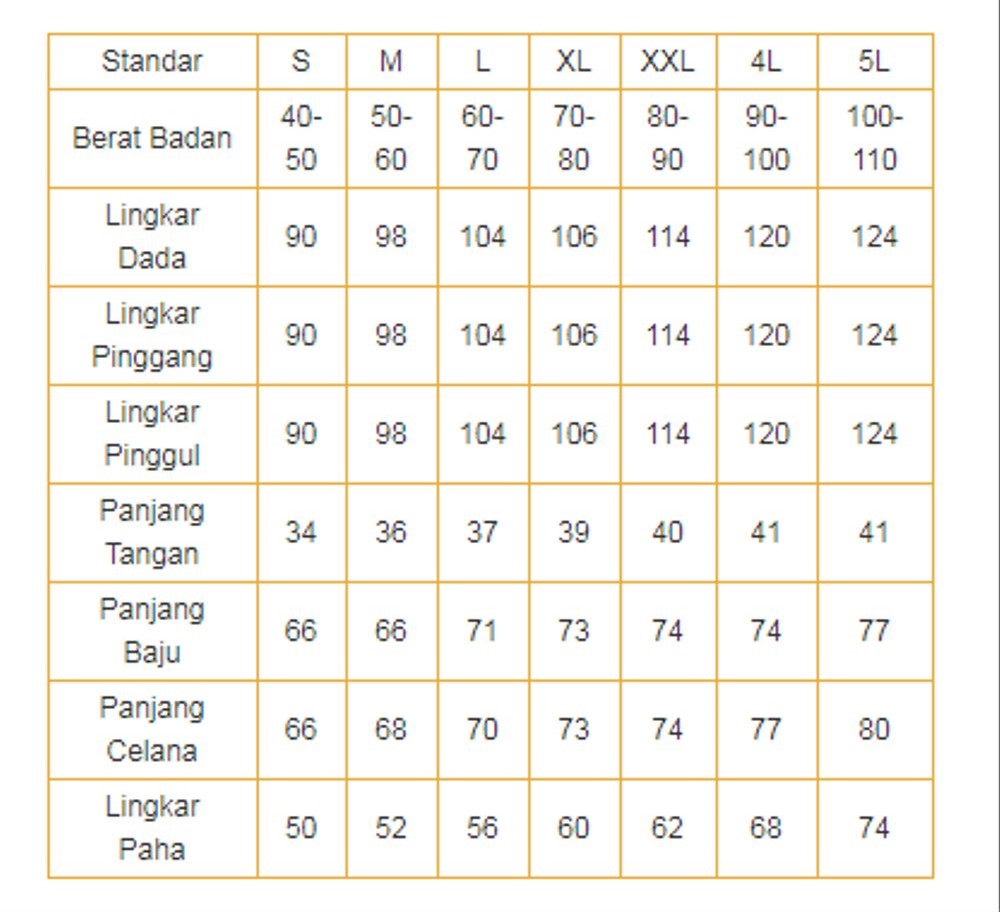 Standar S M L XL XXL 4L 5L
Berat Badan 40-50 50-60 60-70 70-80 80-90 90-100 100-110
Lingkar Dada 90 98 104 106 114 120 124
Lingkar Pinggang 90 98 104 106 114 120 124
Lingkar Pinggul 90 98 104 106 114 120 124
Panjang Tangan 34 36 37 39 40 41 41
Panjang Baju 66 66 71 73 74 74 77
Panjang Celana 66 68 70 73 74 77 80
Lingkar Paha 50 52 56 60 62 68 74